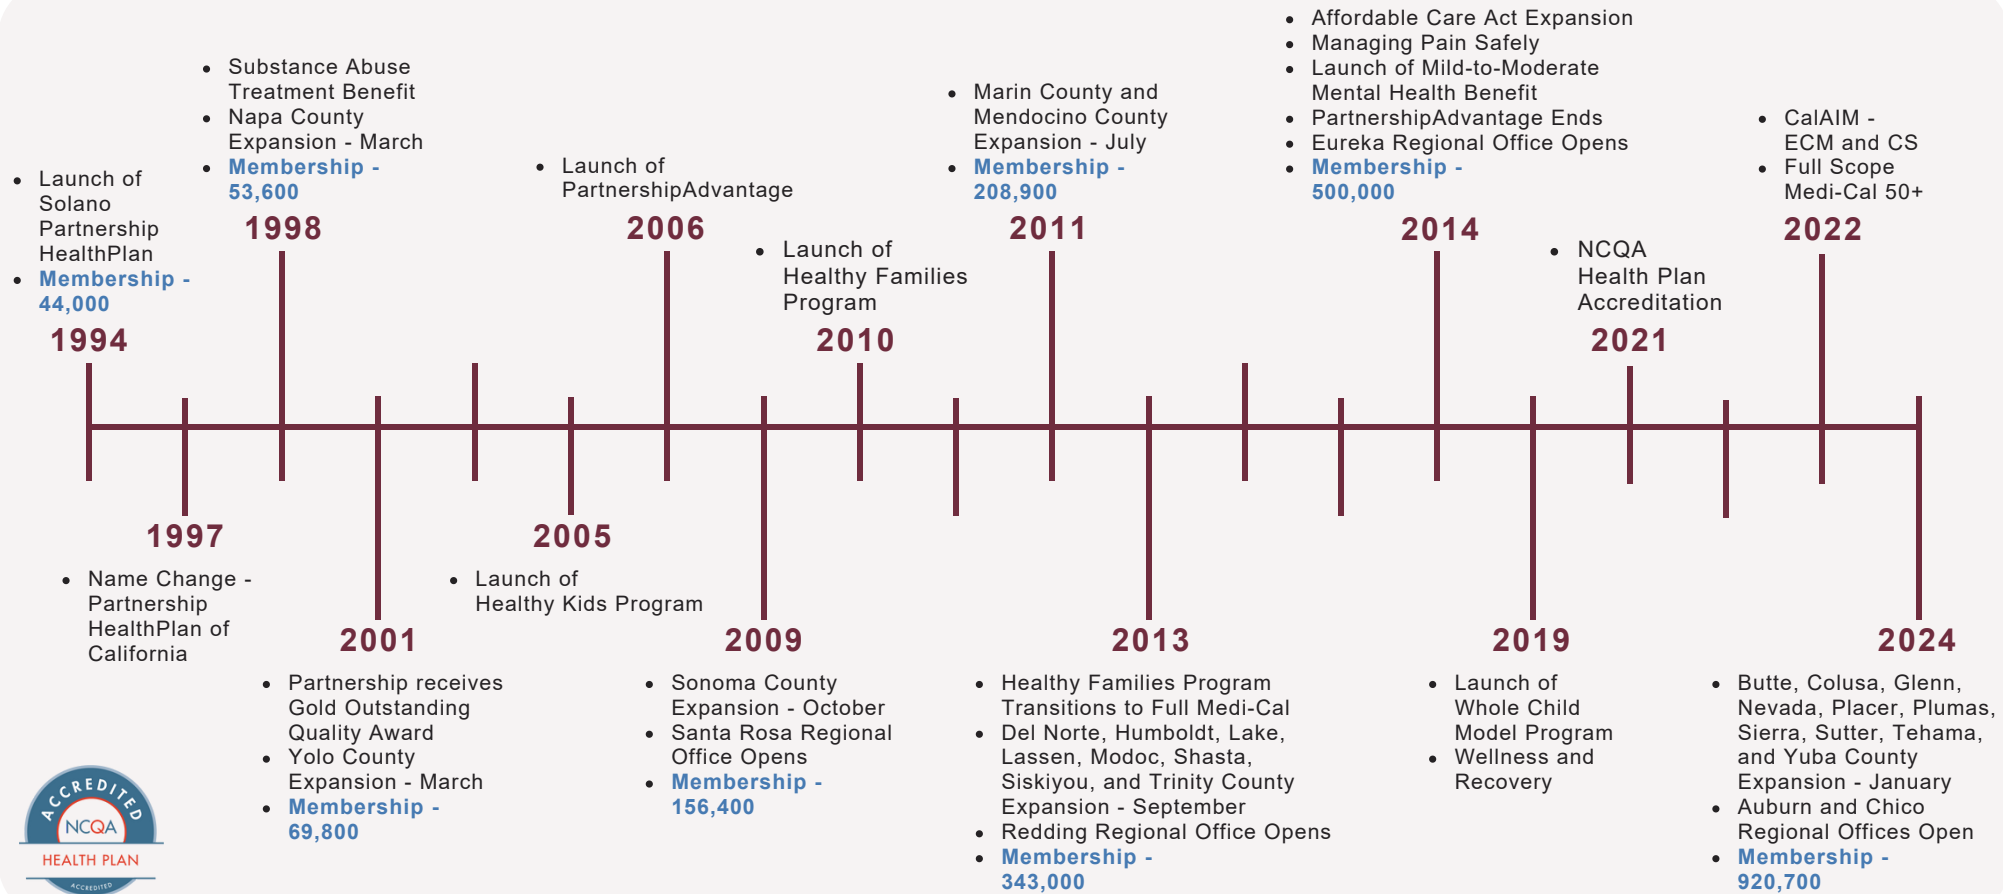 Launch of
Solano
Partnership
HealthPlan
Membership -
44,000
1994
Name Change -
Partnership
HealthPlan of
California
1997
Substance Abuse
Treatment Benefit
Napa County
Expansion - March
Membership -
53,600
1998
2001
Partnership receives
Gold Outstanding
Quality Award
Yolo County
Expansion - March
Membership -
69,800
2005
Launch of
Healthy Kids Program
Launch of
PartnershipAdvantage
2006
2009
Sonoma County
Expansion - October
Santa Rosa Regional
Office Opens
Membership -
156,400
Launch of
Healthy Families
Program
2010
Marin County and
Mendocino County
Expansion - July
Membership -
208,900
2011
2013
Healthy Families Program
Transitions to Full Medi-Cal
Del Norte, Humboldt, Lake,
Lassen, Modoc, Shasta,
Siskiyou, and Trinity County
Expansion - September
Redding Regional Office Opens
Membership -
343,000
Affordable Care Act Expansion
Managing Pain Safely
Launch of Mild-to-Moderate
Mental Health Benefit
PartnershipAdvantage Ends
Eureka Regional Office Opens
Membership -
500,000
2014
2019
Launch of
Whole Child
Model Program
Wellness and
Recovery
NCQA
Health Plan
Accreditation
2021
CalAIM -
ECM and CS
Full Scope
Medi-Cal 50+
2022
2024
Butte, Colusa, Glenn,
Nevada, Placer, Plumas,
Sierra, Sutter, Tehama,
and Yuba County
Expansion - January
Auburn and Chico
Regional Offices Open
Membership -
920,700
ACCREDITED
NCQA
HEALTH PLAN
ACCREDITED